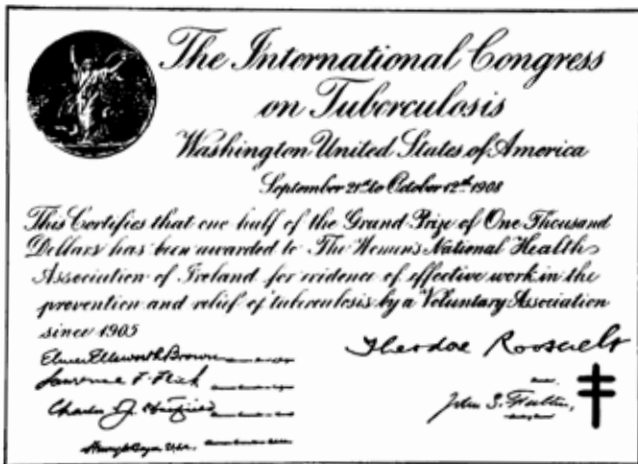 The International Congress
on Tuberculosis
Washington United States of America
September 21st to October 12th 1908
This Certifies that one half of the Grand Prize of One Thousand
Dollars has been awarded to The Women's National Health
Association of Ireland for evidence of effective work in the
prevention and relief of tuberculosis by a Voluntary Association
since 1905
Elmer Ellsworth Brown
Theodore Roosevelt
Lawrence F. Flick
Charles J. Hatfield
John S. Fulton,